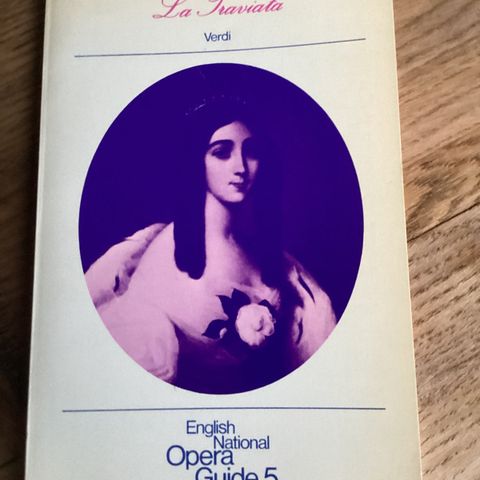 La Traviata
Verdi
English
National
Opera
Guide 5